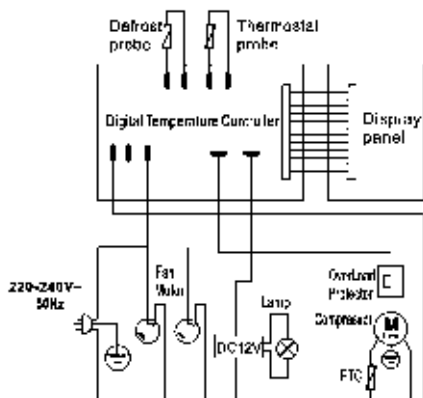 Defrost
probe
Thermostat
probe
Digital Temperature Controller
Display
panel
220-240V~
50Hz
Fan
Motor
Lamp
DC12V
OverLoad
Protector
Compressor
M
PTC